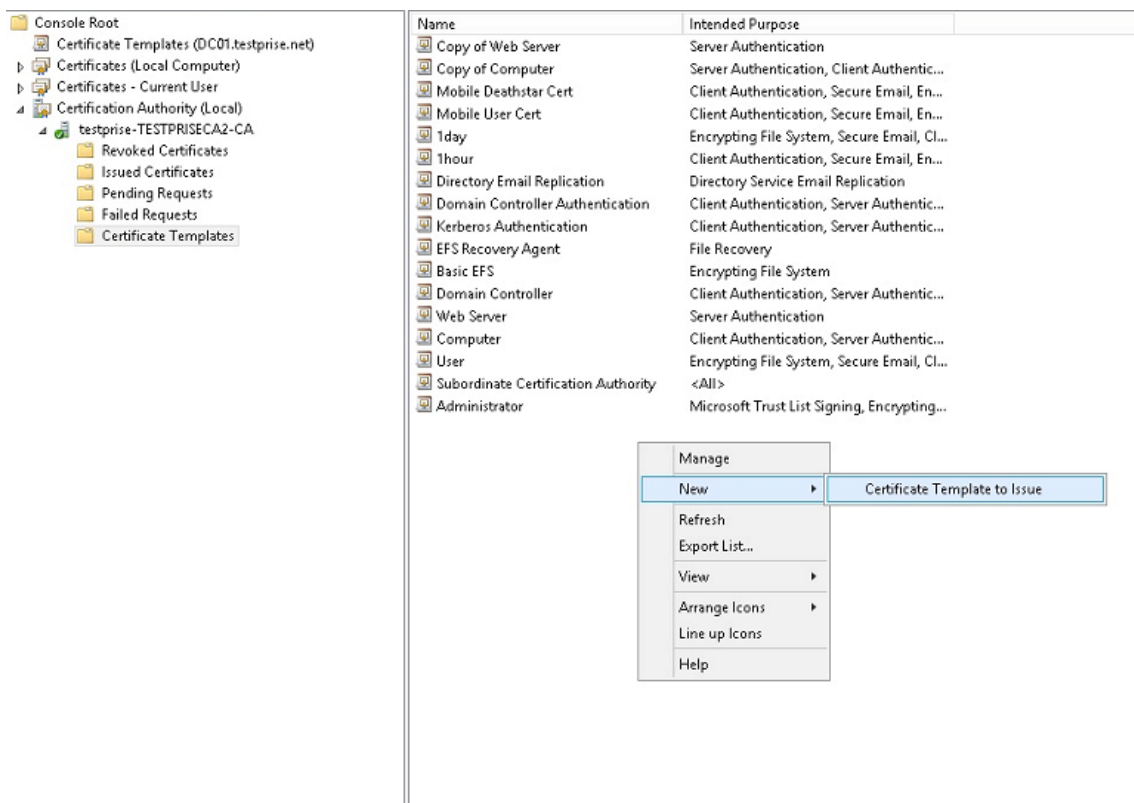 Console Root
Certificate Templates (DC01.testprise.net)
Certificates (Local Computer)
Certificates - Current User
Certification Authority (Local)
testprise-TESTPRISECA2-CA
Revoked Certificates
Issued Certificates
Pending Requests
Failed Requests
Certificate Templates
Name Intended Purpose
Copy of Web Server Server Authentication
Copy of Computer Server Authentication, Client Authentic...
Mobile Deathstar Cert Client Authentication, Secure Email, En...
Mobile User Cert Client Authentication, Secure Email, En...
1day Encrypting File System, Secure Email, Cl...
1hour Client Authentication, Secure Email, En...
Directory Email Replication Directory Service Email Replication
Domain Controller Authentication Client Authentication, Server Authentic...
Kerberos Authentication Client Authentication, Server Authentic...
EFS Recovery Agent File Recovery
Basic EFS Encrypting File System
Domain Controller Client Authentication, Server Authentic...
Web Server Server Authentication
Computer Client Authentication, Server Authentic...
User Encrypting File System, Secure Email, Cl...
Subordinate Certification Authority <All>
Administrator Microsoft Trust List Signing, Encrypting...
Manage
New Certificate Template to Issue
Refresh
Export List...
View
Arrange Icons
Line up Icons
Help